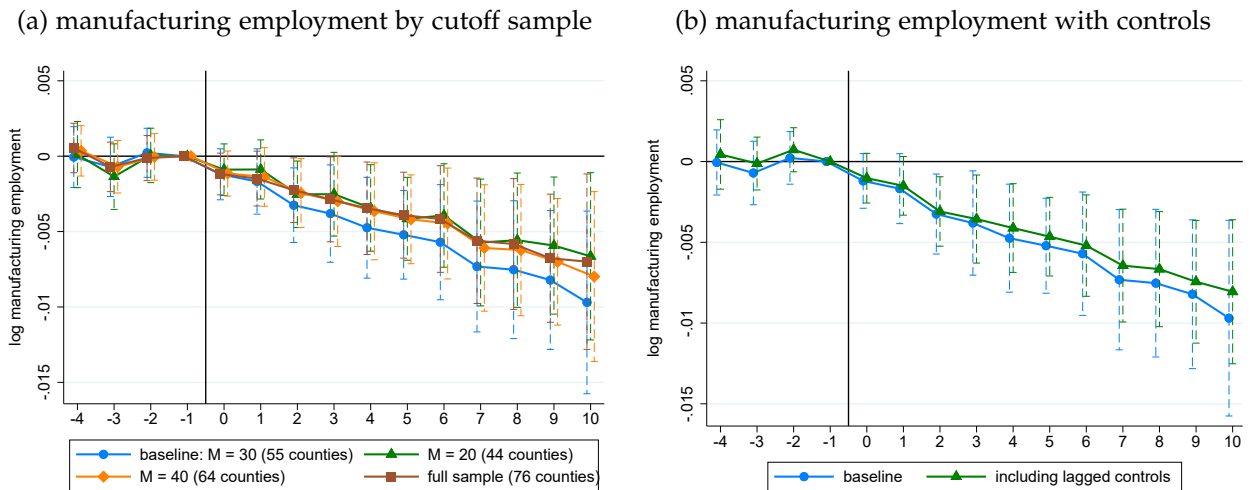 (a) manufacturing employment by cutoff sample
log manufacturing employment
.005
0
-.005
-.01
-.015
-4 -3 -2 -1 0 1 2 3 4 5 6 7 8 9 10
baseline: M = 30 (55 counties) M = 20 (44 counties)
M = 40 (64 counties) full sample (76 counties)
(b) manufacturing employment with controls
log manufacturing employment
.005
0
-.005
-.01
-.015
-4 -3 -2 -1 0 1 2 3 4 5 6 7 8 9 10
baseline including lagged controls